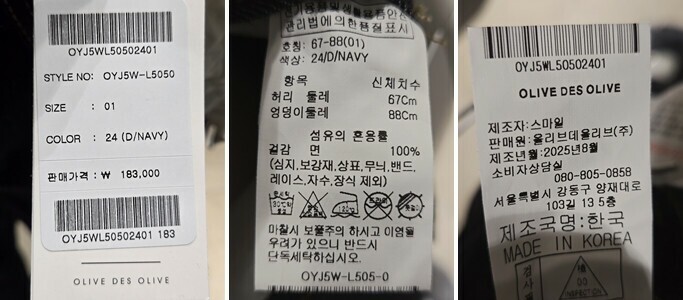 OYJ5WL50502401
STYLE NO: OYJ5W-L5050
SIZE : 01
COLOR : 24 (D/NAVY)
판매가격 : ₩ 183,000
OYJ5WL50502401 183
OLIVE DES OLIVE
관리법에의한품질표시
호칭: 67-88(01)
색상: 24/D/NAVY
항목 신체치수
허리 둘레 67Cm
엉덩이둘레 88Cm
섬유의 혼용률
겉감 면 100%
(심지,보강재,상표,무늬,밴드,
레이스,자수,장식 제외)
마찰시 보풀주의 하시고 이염될
우려가 있으니 반드시
단독세탁하십시오.
OYJ5W-L505-0
OYJ5WL50502401
OLIVE DES OLIVE
제조자:스마일
판매원:올리브데올리브(주)
제조년월:2025년8월
소비자상담실
080-805-0858
서울특별시 강동구 양재대로
103길 13 5층
제조국명:한국
MADE IN KOREA